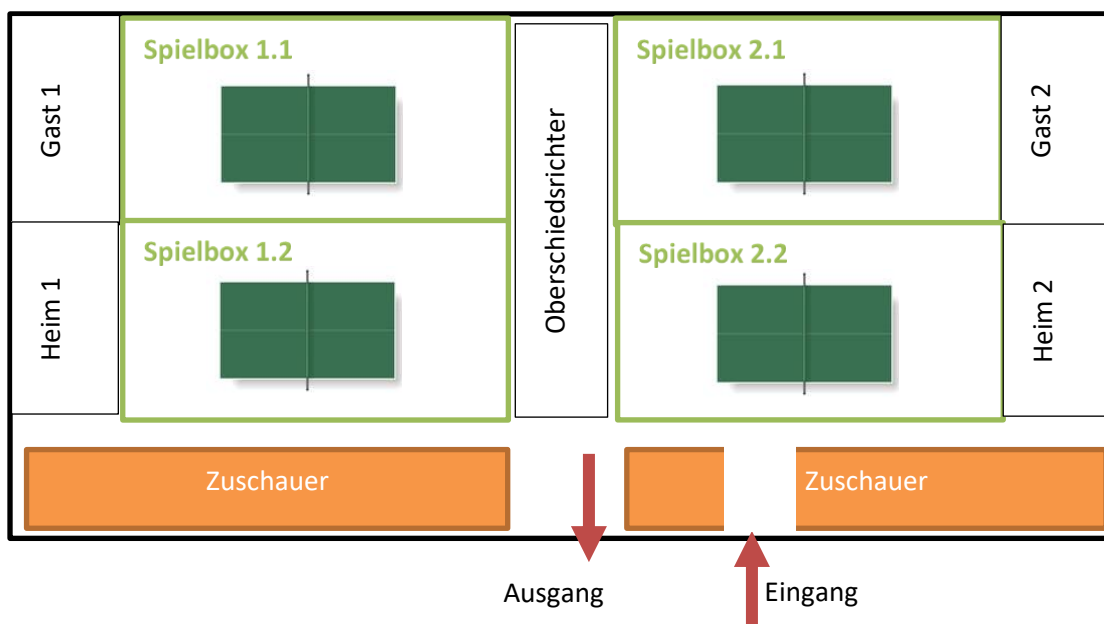 Spielbox 1.1
Spielbox 2.1
Gast 1
Gast 2
Oberschiedsrichter
Spielbox 1.2
Spielbox 2.2
Heim 1
Heim 2
Zuschauer
Zuschauer
Ausgang
Eingang